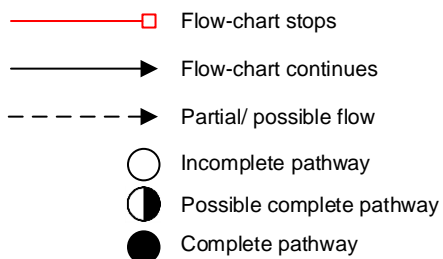 Flow-chart stops
Flow-chart continues
Partial/ possible flow
Incomplete pathway
Possible complete pathway
Complete pathway